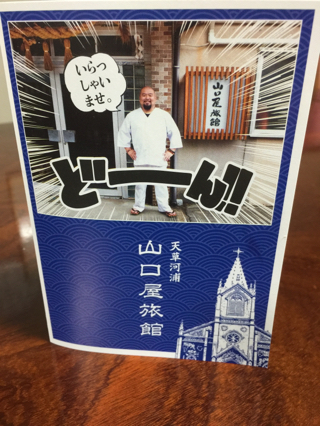 いらっ
しゃい
ませ。
山口屋旅館
どーーん!!
天草河浦
山口屋旅館